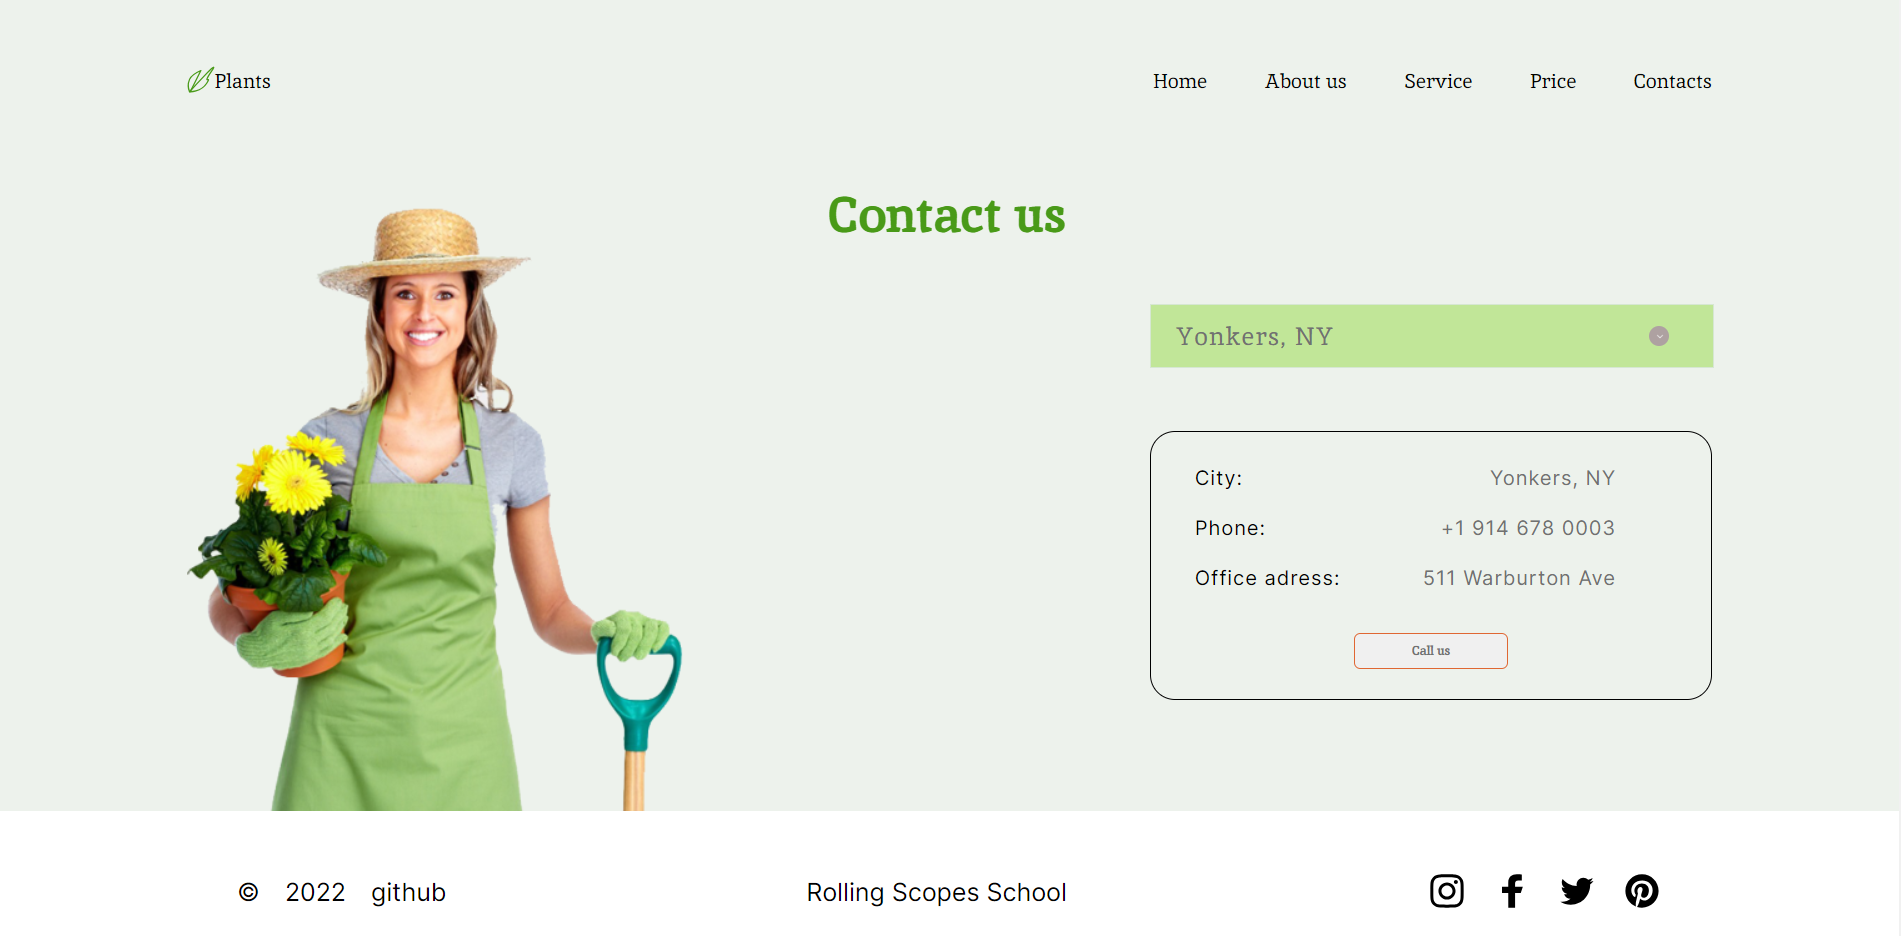 Plants
Home About us Service Price Contacts
Contact us
Yonkers, NY
City: Yonkers, NY
Phone: +1 914 678 0003
Office adress: 511 Warburton Ave
Call us
© 2022 github
Rolling Scopes School